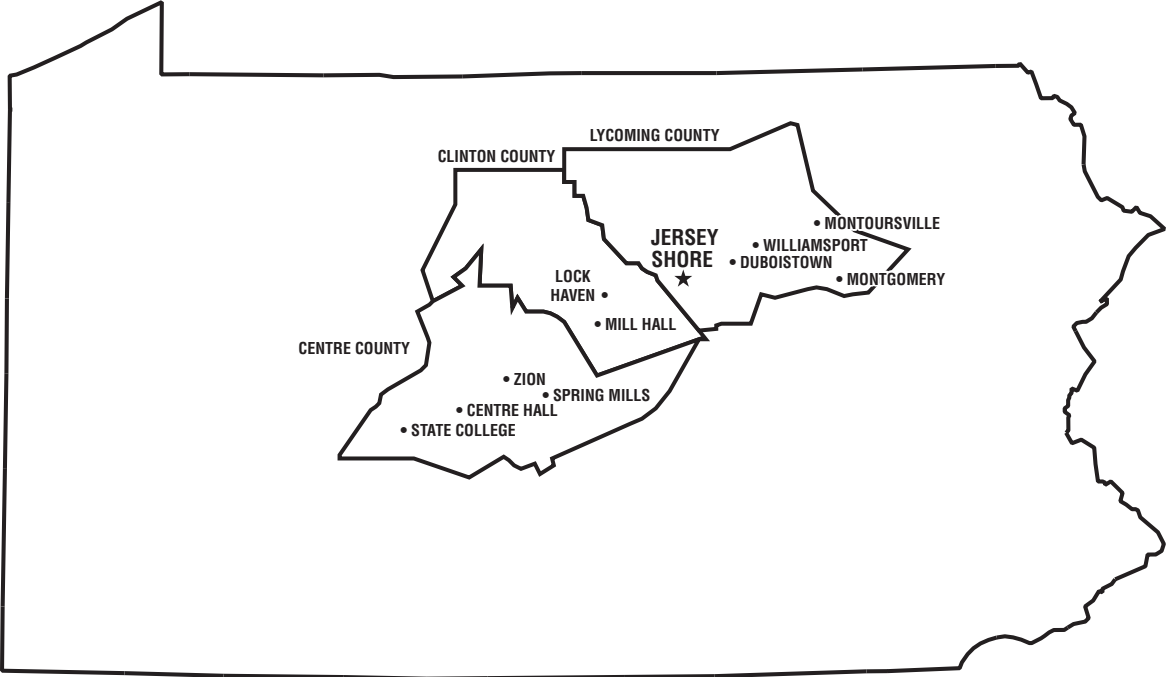 LYCOMING COUNTY
CLINTON COUNTY
MONTOURSVILLE
JERSEY
SHORE
WILLIAMSPORT
DUBOISTOWN
MONTGOMERY
LOCK
HAVEN
MILL HALL
CENTRE COUNTY
ZION
SPRING MILLS
CENTRE HALL
STATE COLLEGE